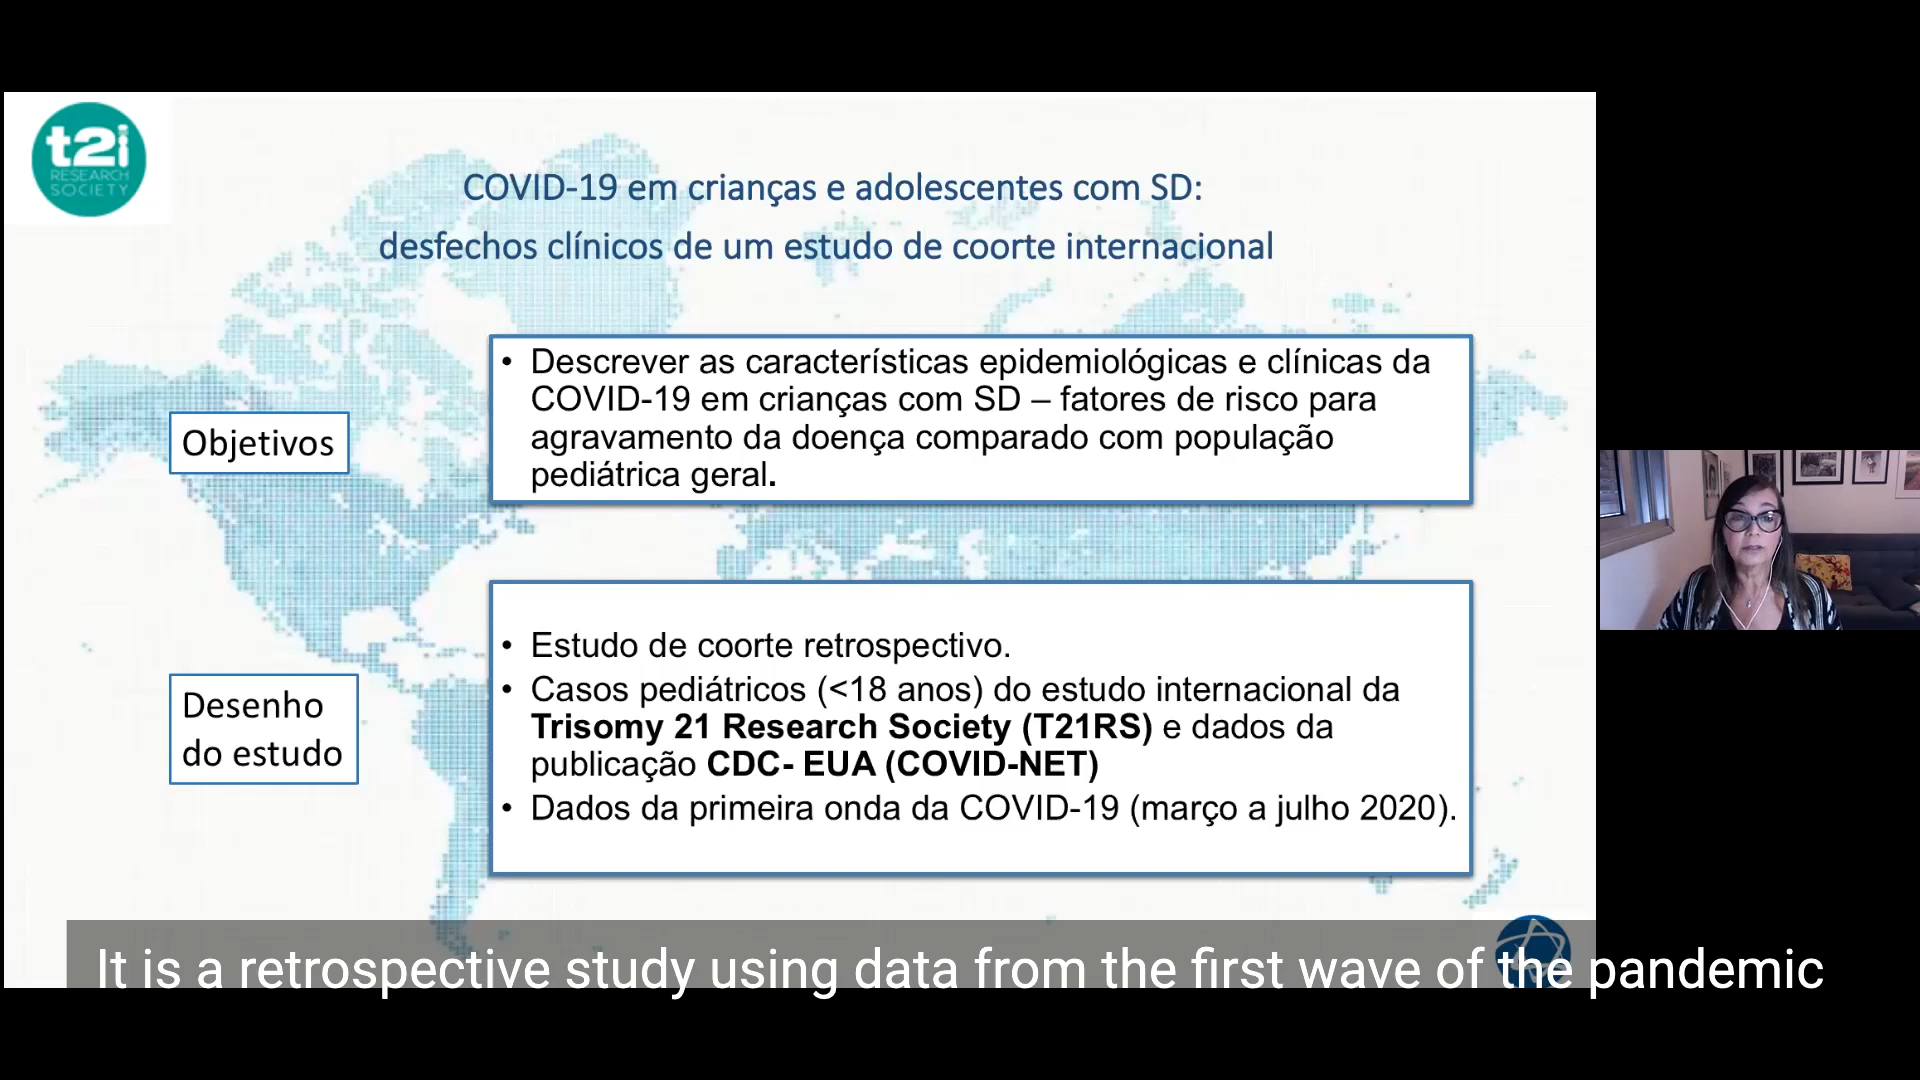 t2i
RESEARCH
SOCIETY
COVID-19 em crianças e adolescentes com SD:
desfechos clínicos de um estudo de coorte internacional
Objetivos
• Descrever as características epidemiológicas e clínicas da
COVID-19 em crianças com SD – fatores de risco para
agravamento da doença comparado com população
pediátrica geral.
Desenho
do estudo
• Estudo de coorte retrospectivo.
• Casos pediátricos (<18 anos) do estudo internacional da
Trisomy 21 Research Society (T21RS) e dados da
publicação CDC- EUA (COVID-NET)
• Dados da primeira onda da COVID-19 (março a julho 2020).
It is a retrospective study using data from the first wave of the pandemic